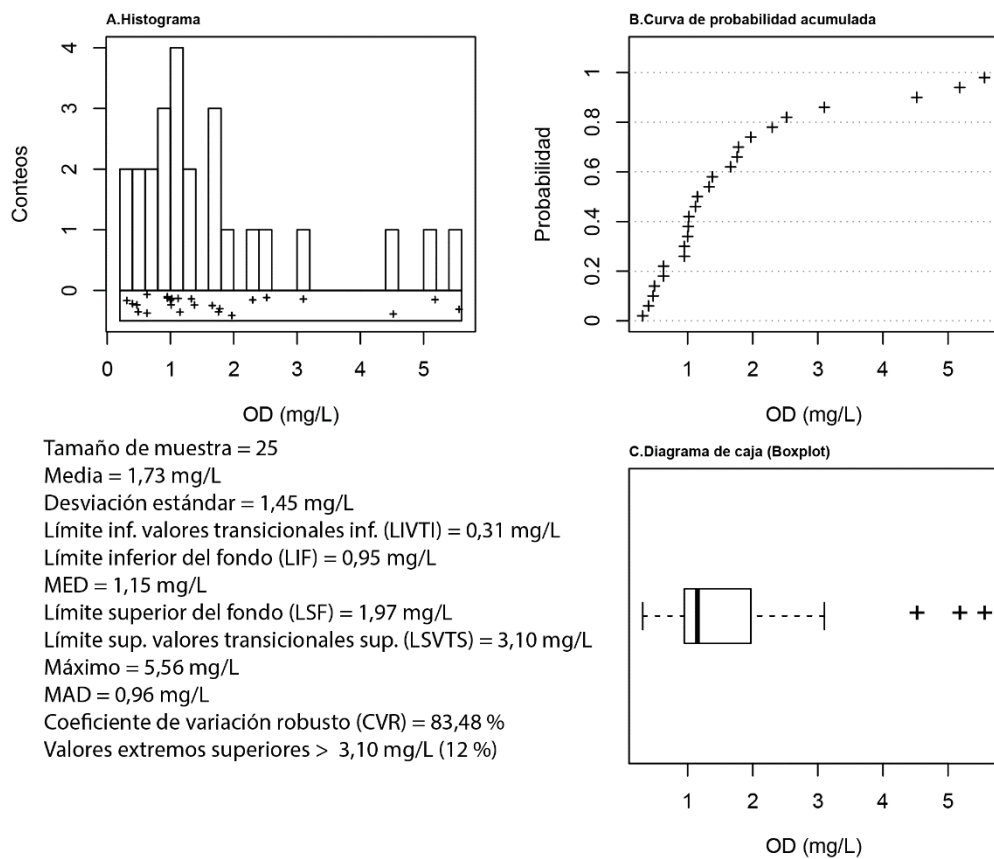 A.Histograma
Conteos
4
3
2
1
0
0 1 2 3 4 5
OD (mg/L)
B.Curva de probabilidad acumulada
Probabilidad
1
0.8
0.6
0.4
0.2
0
1 2 3 4 5
OD (mg/L)
Tamaño de muestra = 25
Media = 1,73 mg/L
Desviación estándar = 1,45 mg/L
Límite inf. valores transicionales inf. (LIVTI) = 0,31 mg/L
Límite inferior del fondo (LIF) = 0,95 mg/L
MED = 1,15 mg/L
Límite superior del fondo (LSF) = 1,97 mg/L
Límite sup. valores transicionales sup. (LSVTS) = 3,10 mg/L
Máximo = 5,56 mg/L
MAD = 0,96 mg/L
Coeficiente de variación robusto (CVR) = 83,48 %
Valores extremos superiores > 3,10 mg/L (12 %)
C.Diagrama de caja (Boxplot)
1 2 3 4 5
OD (mg/L)